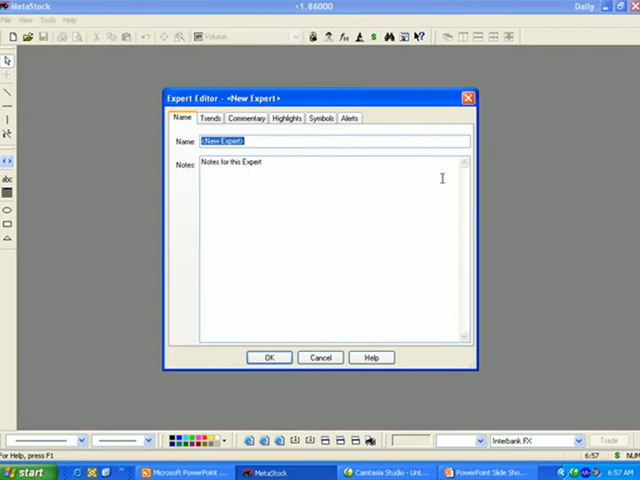 MetaStock
-1.86000
Daily
File View Tools Help
Volume
Expert Editor - <New Expert>
Name Trends Commentary Highlights Symbols Alerts
Name: <New Expert>
Notes: Notes for this Expert
OK Cancel Help
abc
Interbank FX
Trade
For Help, press F1
6:57
NUM
start
Microsoft PowerPoint ...
MetaStock
Camtasia Studio - Unt...
PowerPoint Slide Sho...
6:57 AM